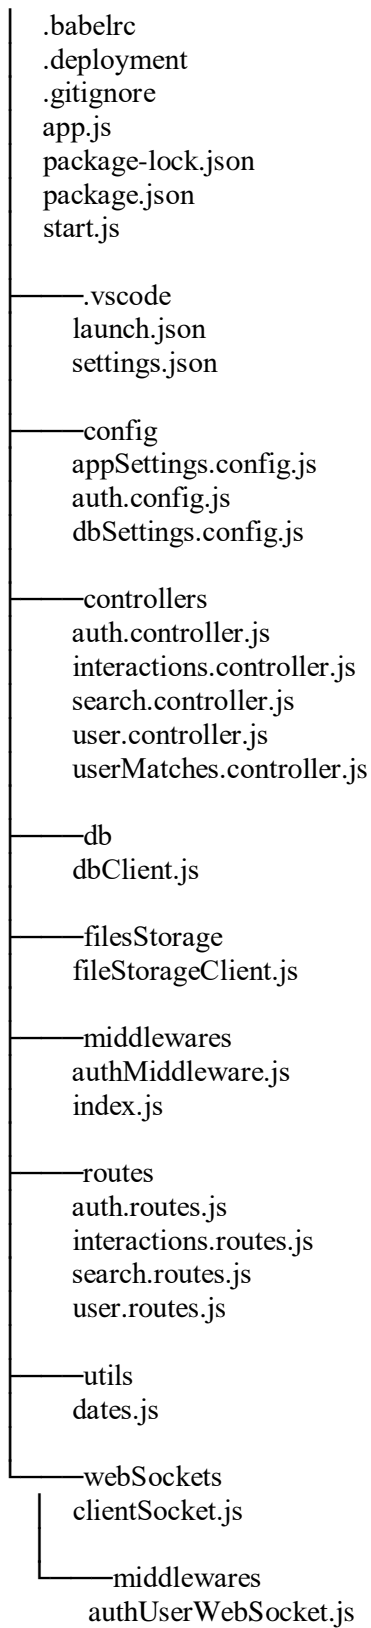 .babelrc
.deployment
.gitignore
app.js
package-lock.json
package.json
start.js
.vscode
launch.json
settings.json
config
appSettings.config.js
auth.config.js
dbSettings.config.js
controllers
auth.controller.js
interactions.controller.js
search.controller.js
user.controller.js
userMatches.controller.js
db
dbClient.js
filesStorage
fileStorageClient.js
middlewares
authMiddleware.js
index.js
routes
auth.routes.js
interactions.routes.js
search.routes.js
user.routes.js
utils
dates.js
webSockets
clientSocket.js
middlewares
authUserWebSocket.js